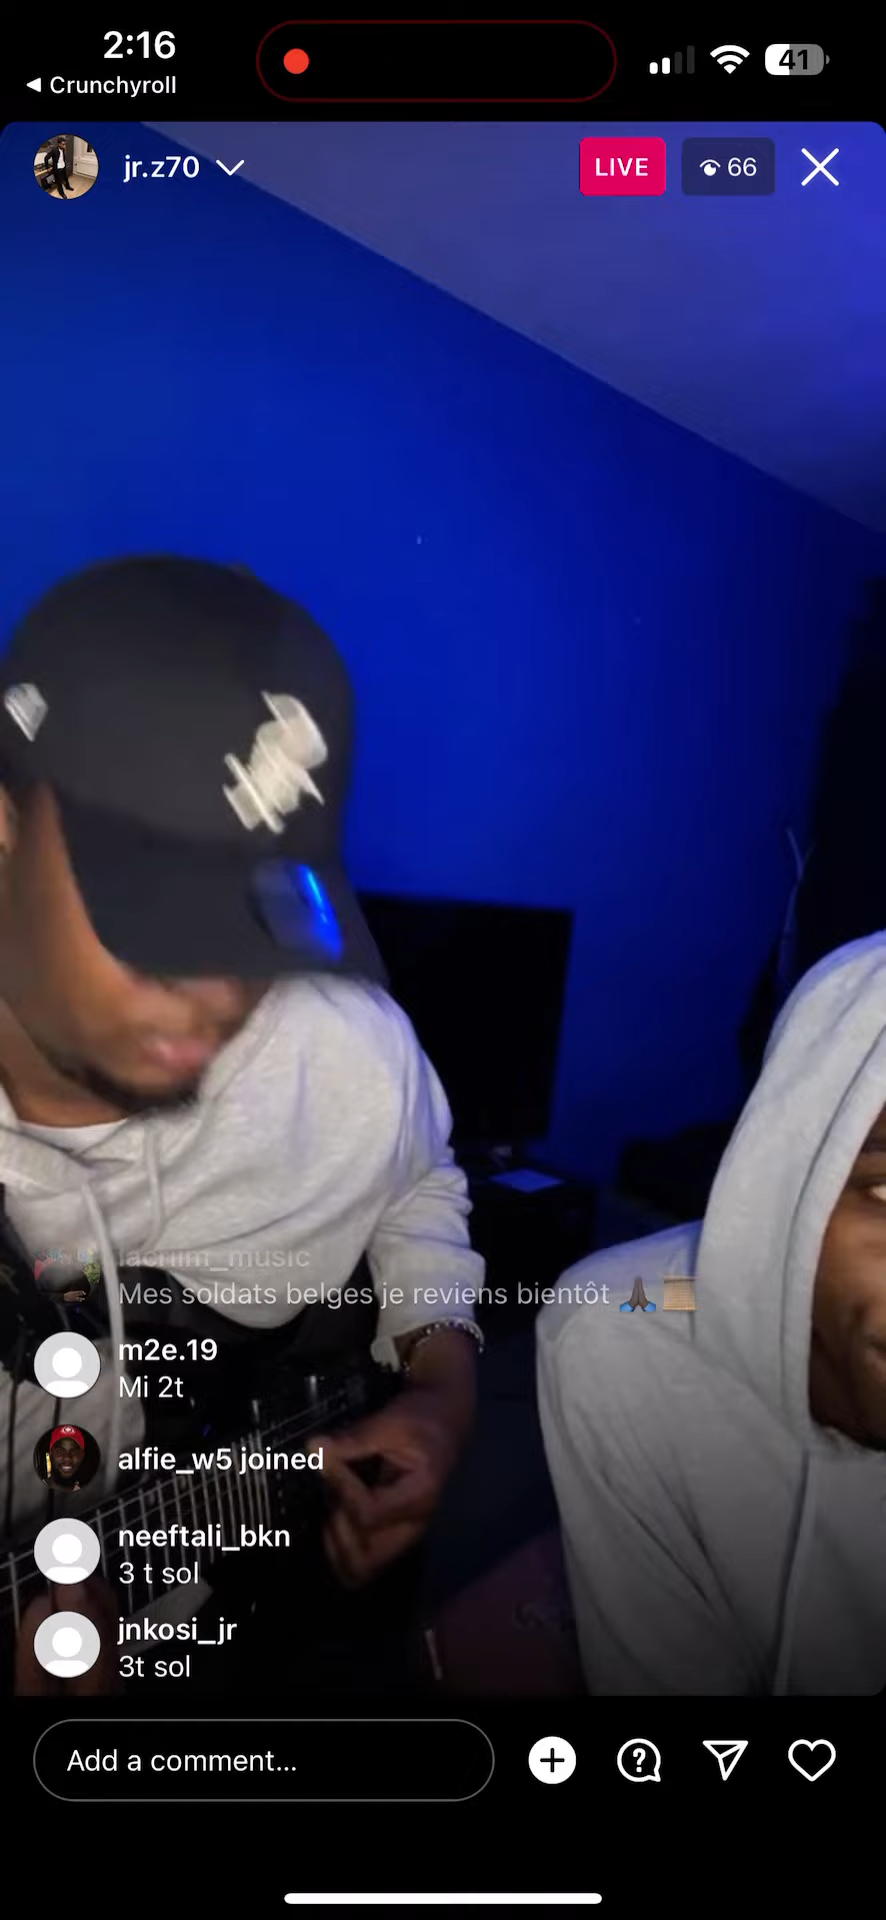 2:16
Crunchyroll
41
jr.z70
LIVE
66
lacriim_music
Mes soldats belges je reviens bientôt 🙏🏿
m2e.19
Mi 2t
alfie_w5 joined
neeftali_bkn
3 t sol
jnkosi_jr
3t sol
Add a comment...